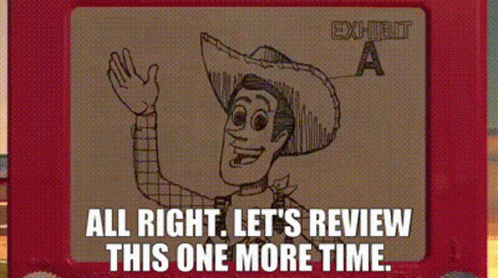 EXHIBIT
A
ALL RIGHT. LET'S REVIEW
THIS ONE MORE TIME.